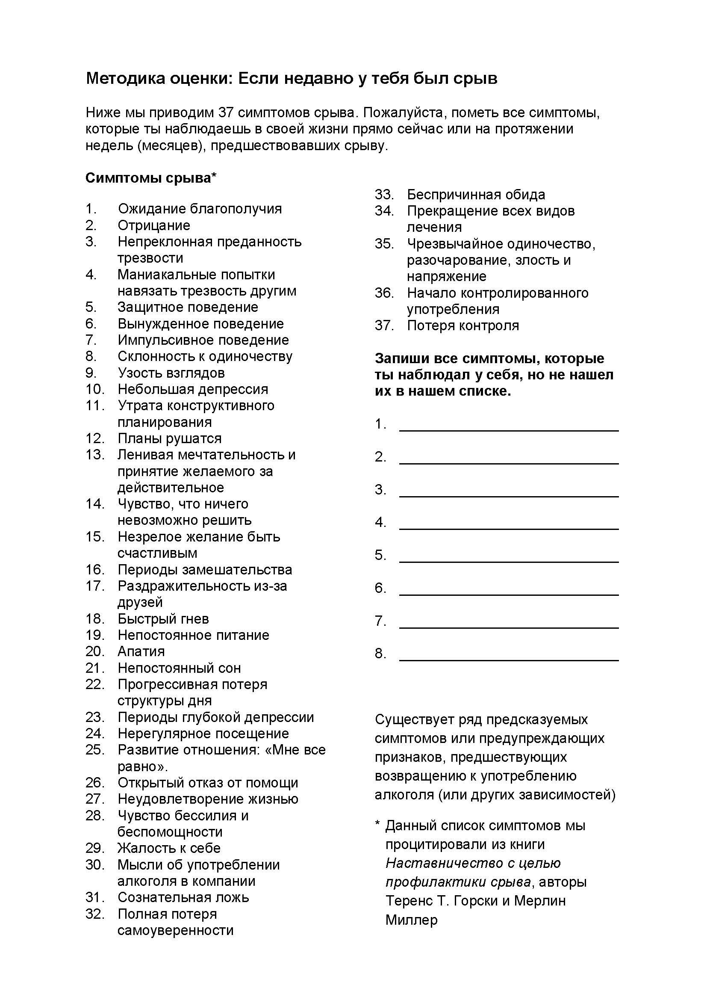 Методика оценки: Если недавно у тебя был срыв
Ниже мы приводим 37 симптомов срыва. Пожалуйста, пометь все симптомы,
которые ты наблюдаешь в своей жизни прямо сейчас или на протяжении
недель (месяцев), предшествовавших срыву.
Симптомы срыва*
1. Ожидание благополучия
2. Отрицание
3. Непреклонная преданность
трезвости
4. Маниакальные попытки
навязать трезвость другим
5. Защитное поведение
6. Вынужденное поведение
7. Импульсивное поведение
8. Склонность к одиночеству
9. Узость взглядов
10. Небольшая депрессия
11. Утрата конструктивного
планирования
12. Планы рушатся
13. Ленивая мечтательность и
принятие желаемого за
действительное
14. Чувство, что ничего
невозможно решить
15. Незрелое желание быть
счастливым
16. Периоды замешательства
17. Раздражительность из-за
друзей
18. Быстрый гнев
19. Непостоянное питание
20. Апатия
21. Непостоянный сон
22. Прогрессивная потеря
структуры дня
23. Периоды глубокой депрессии
24. Нерегулярное посещение
25. Развитие отношения: «Мне все
равно».
26. Открытый отказ от помощи
27. Неудовлетворение жизнью
28. Чувство бессилия и
беспомощности
29. Жалость к себе
30. Мысли об употреблении
алкоголя в компании
31. Сознательная ложь
32. Полная потеря
самоуверенности
33. Беспричинная обида
34. Прекращение всех видов
лечения
35. Чрезвычайное одиночество,
разочарование, злость и
напряжение
36. Начало контролированного
употребления
37. Потеря контроля
Запиши все симптомы, которые
ты наблюдал у себя, но не нашел
их в нашем списке.
1.
2.
3.
4.
5.
6.
7.
8.
Существует ряд предсказуемых
симптомов или предупреждающих
признаков, предшествующих
возвращению к употреблению
алкоголя (или других зависимостей)
* Данный список симптомов мы
процитировали из книги
Наставничество с целью
профилактики срыва, авторы
Теренс Т. Горски и Мерлин
Миллер